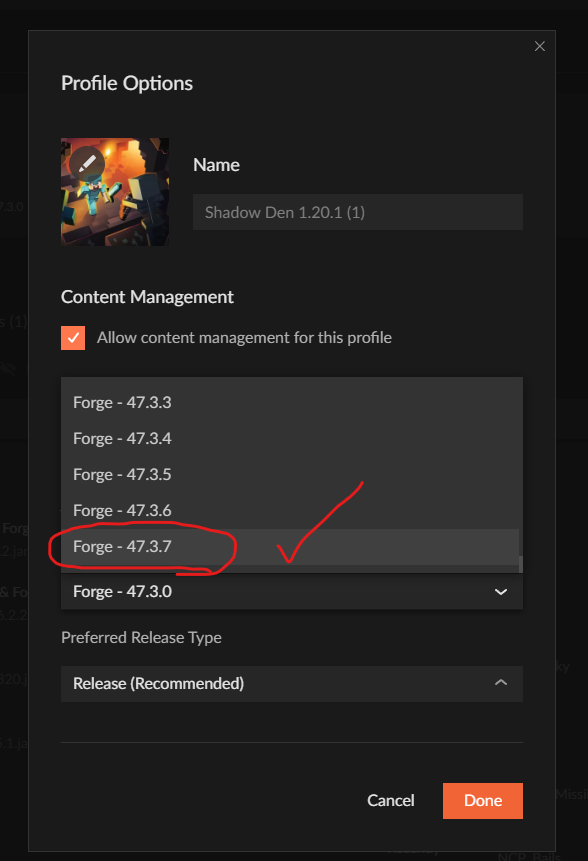 Profile Options
Name
Shadow Den 1.20.1 (1)
Content Management
Allow content management for this profile
Forge - 47.3.3
Forge - 47.3.4
Forge - 47.3.5
Forge - 47.3.6
Forge - 47.3.7
Forge - 47.3.0
Preferred Release Type
Release (Recommended)
Cancel
Done